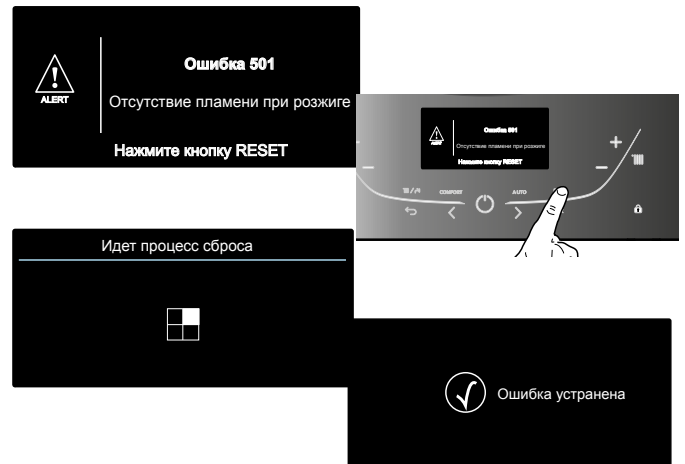 Ошибка 501
ALERT
Отсутствие пламени при розжиге
Нажмите кнопку RESET
Ошибка 501
ALERT
Отсутствие пламени при розжиге
Нажмите кнопку RESET
COMFORT
AUTO
Идет процесс сброса
Ошибка устранена